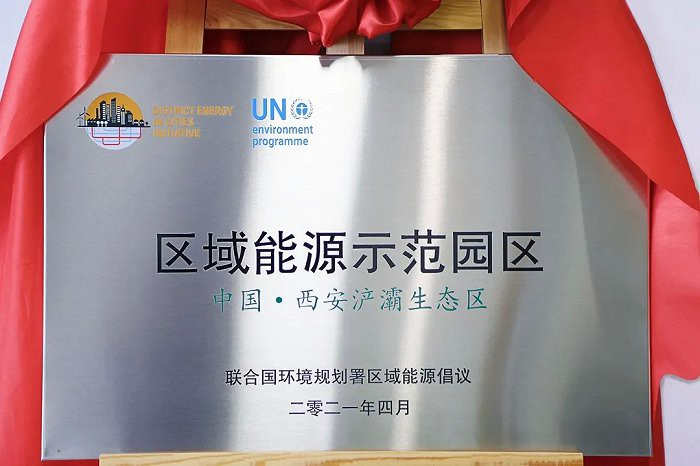 DISTRICT ENERGY
IN CITIES
INITIATIVE
UN
environment
programme
区域能源示范园区
中国·西安浐灞生态区
联合国环境规划署区域能源倡议
二零二一年四月